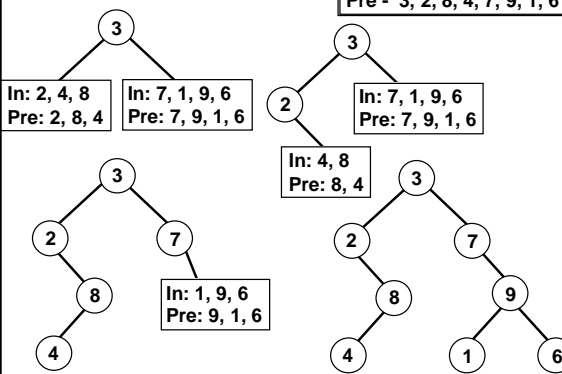 Pre - 3, 2, 8, 4, 7, 9, 1, 6
3
In: 2, 4, 8
Pre: 2, 8, 4
In: 7, 1, 9, 6
Pre: 7, 9, 1, 6
3
2
In: 7, 1, 9, 6
Pre: 7, 9, 1, 6
In: 4, 8
Pre: 8, 4
3
2
7
8
In: 1, 9, 6
Pre: 9, 1, 6
4
3
2
7
8
9
4
1
6